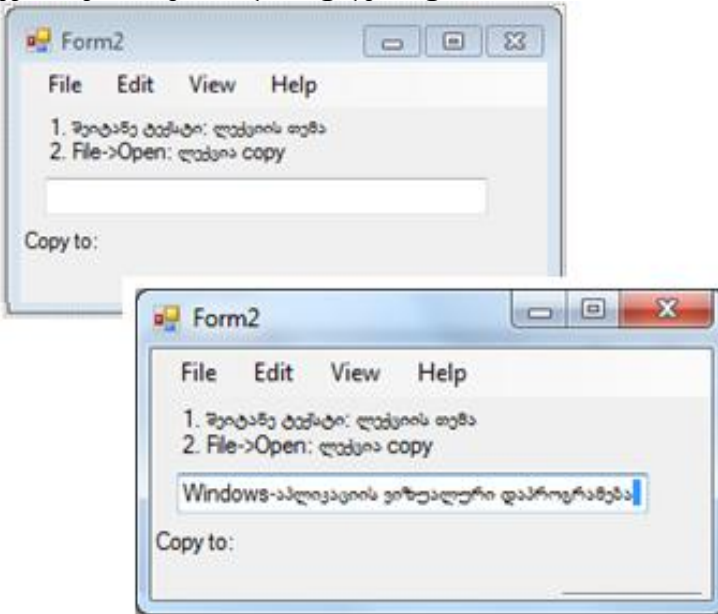 Form2
File Edit View Help
1. შეიტანე ტექსტი: ლექციის თემა
2. File->Open: ლექცია copy
Copy to:
Form2
File Edit View Help
1. შეიტანე ტექსტი: ლექციის თემა
2. File->Open: ლექცია copy
Windows-აპლიკაციის ვიზუალური დაპროგრამება
Copy to: